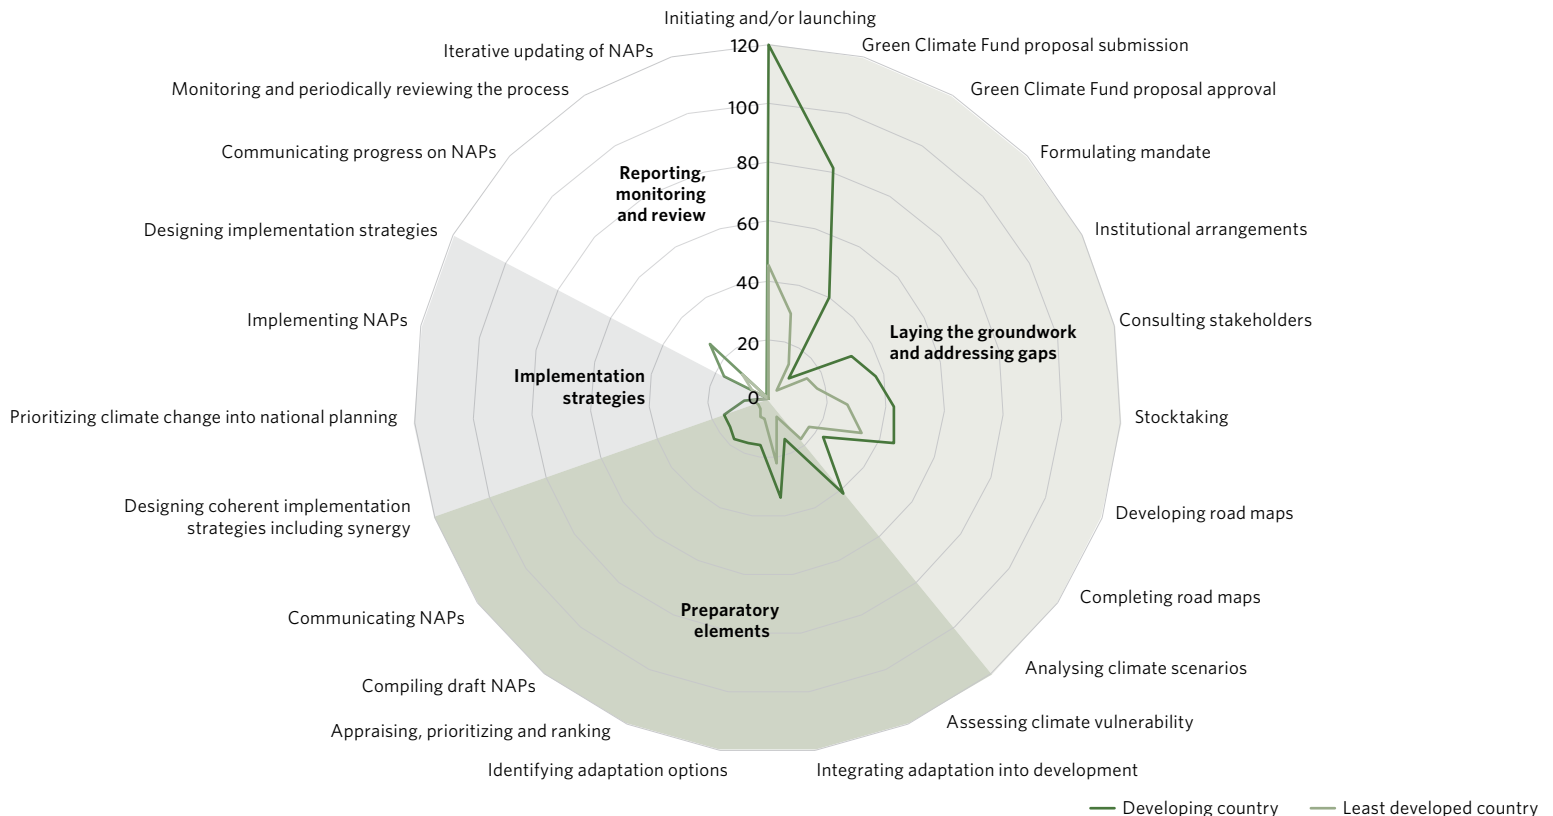 Initiating and/or launching
Green Climate Fund proposal submission
Green Climate Fund proposal approval
Formulating mandate
Institutional arrangements
Consulting stakeholders
Stocktaking
Developing road maps
Completing road maps
Analysing climate scenarios
Assessing climate vulnerability
Integrating adaptation into development
Identifying adaptation options
Appraising, prioritizing and ranking
Compiling draft NAPs
Communicating NAPs
Designing coherent implementation
strategies including synergy
Prioritizing climate change into national planning
Implementing NAPs
Designing implementation strategies
Communicating progress on NAPs
Monitoring and periodically reviewing the process
Iterative updating of NAPs
120
100
80
60
40
20
0
Reporting,
monitoring
and review
Laying the groundwork
and addressing gaps
Implementation
strategies
Preparatory
elements
Developing country
Least developed country